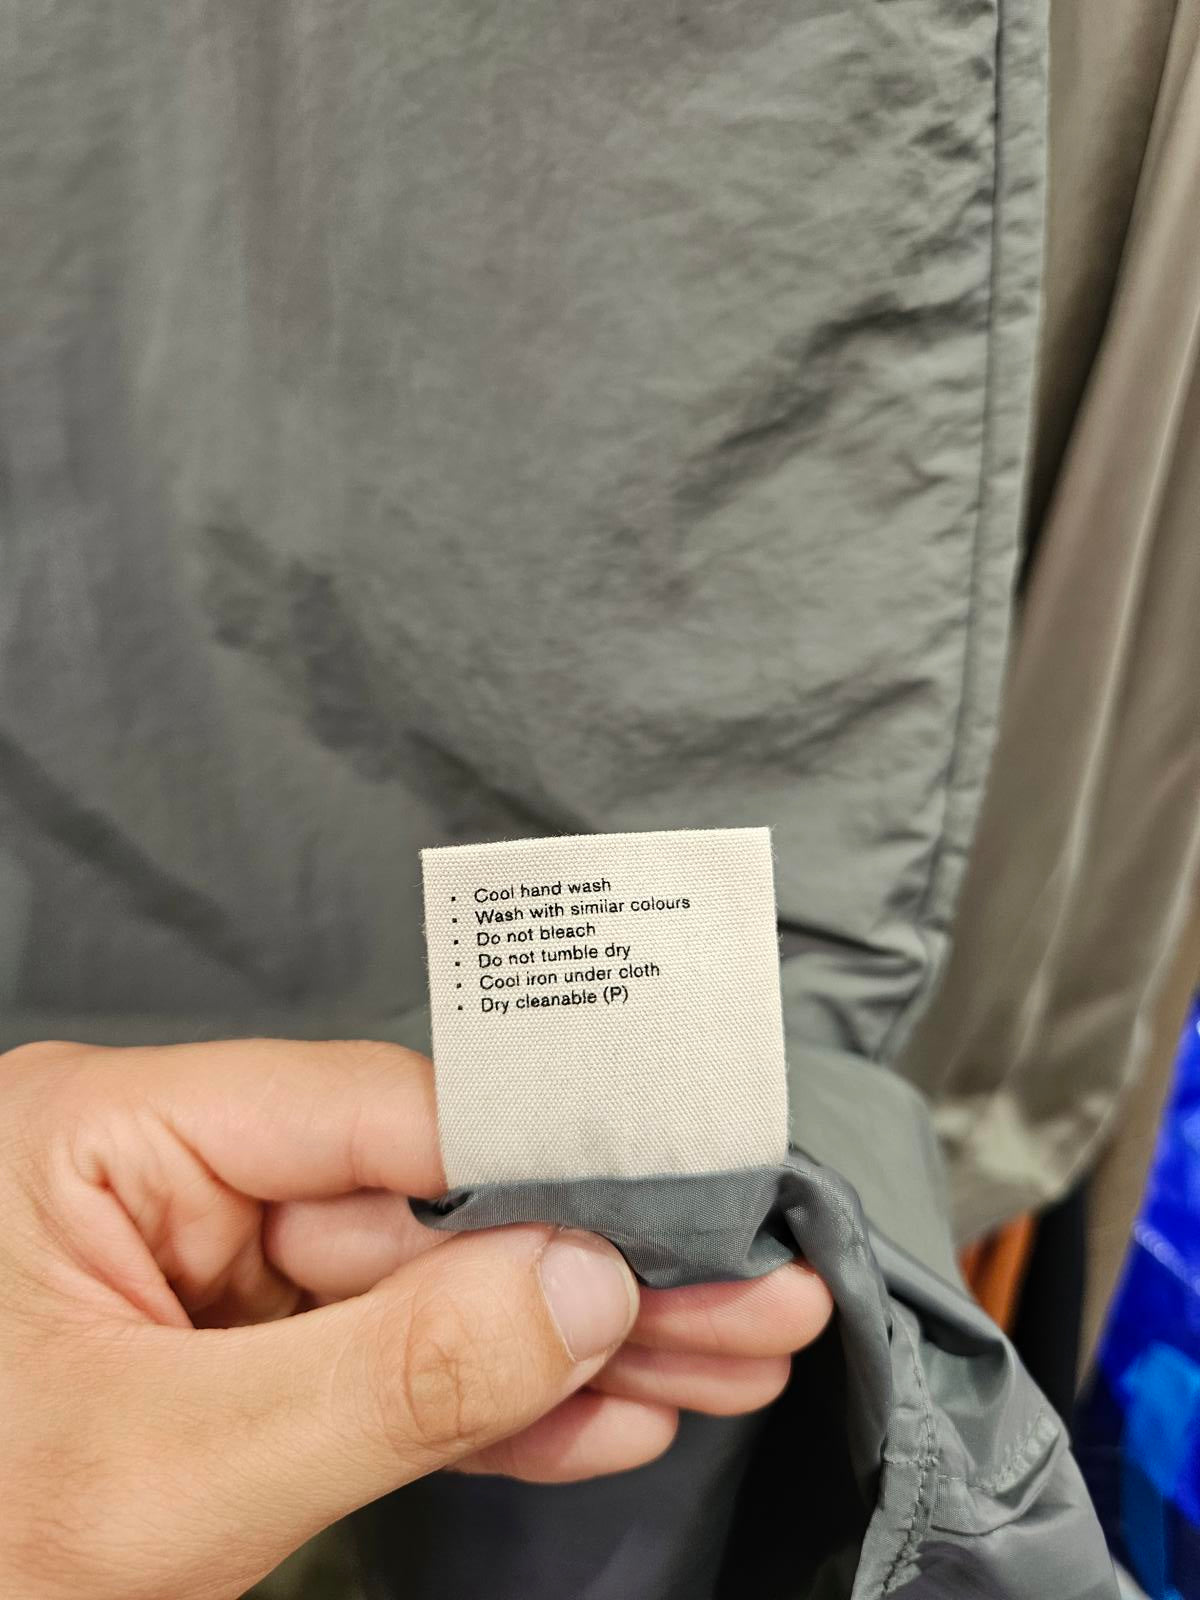 . Cool hand wash
. Wash with similar colours
. Do not bleach
. Do not tumble dry
. Cool iron under cloth
. Dry cleanable (P)